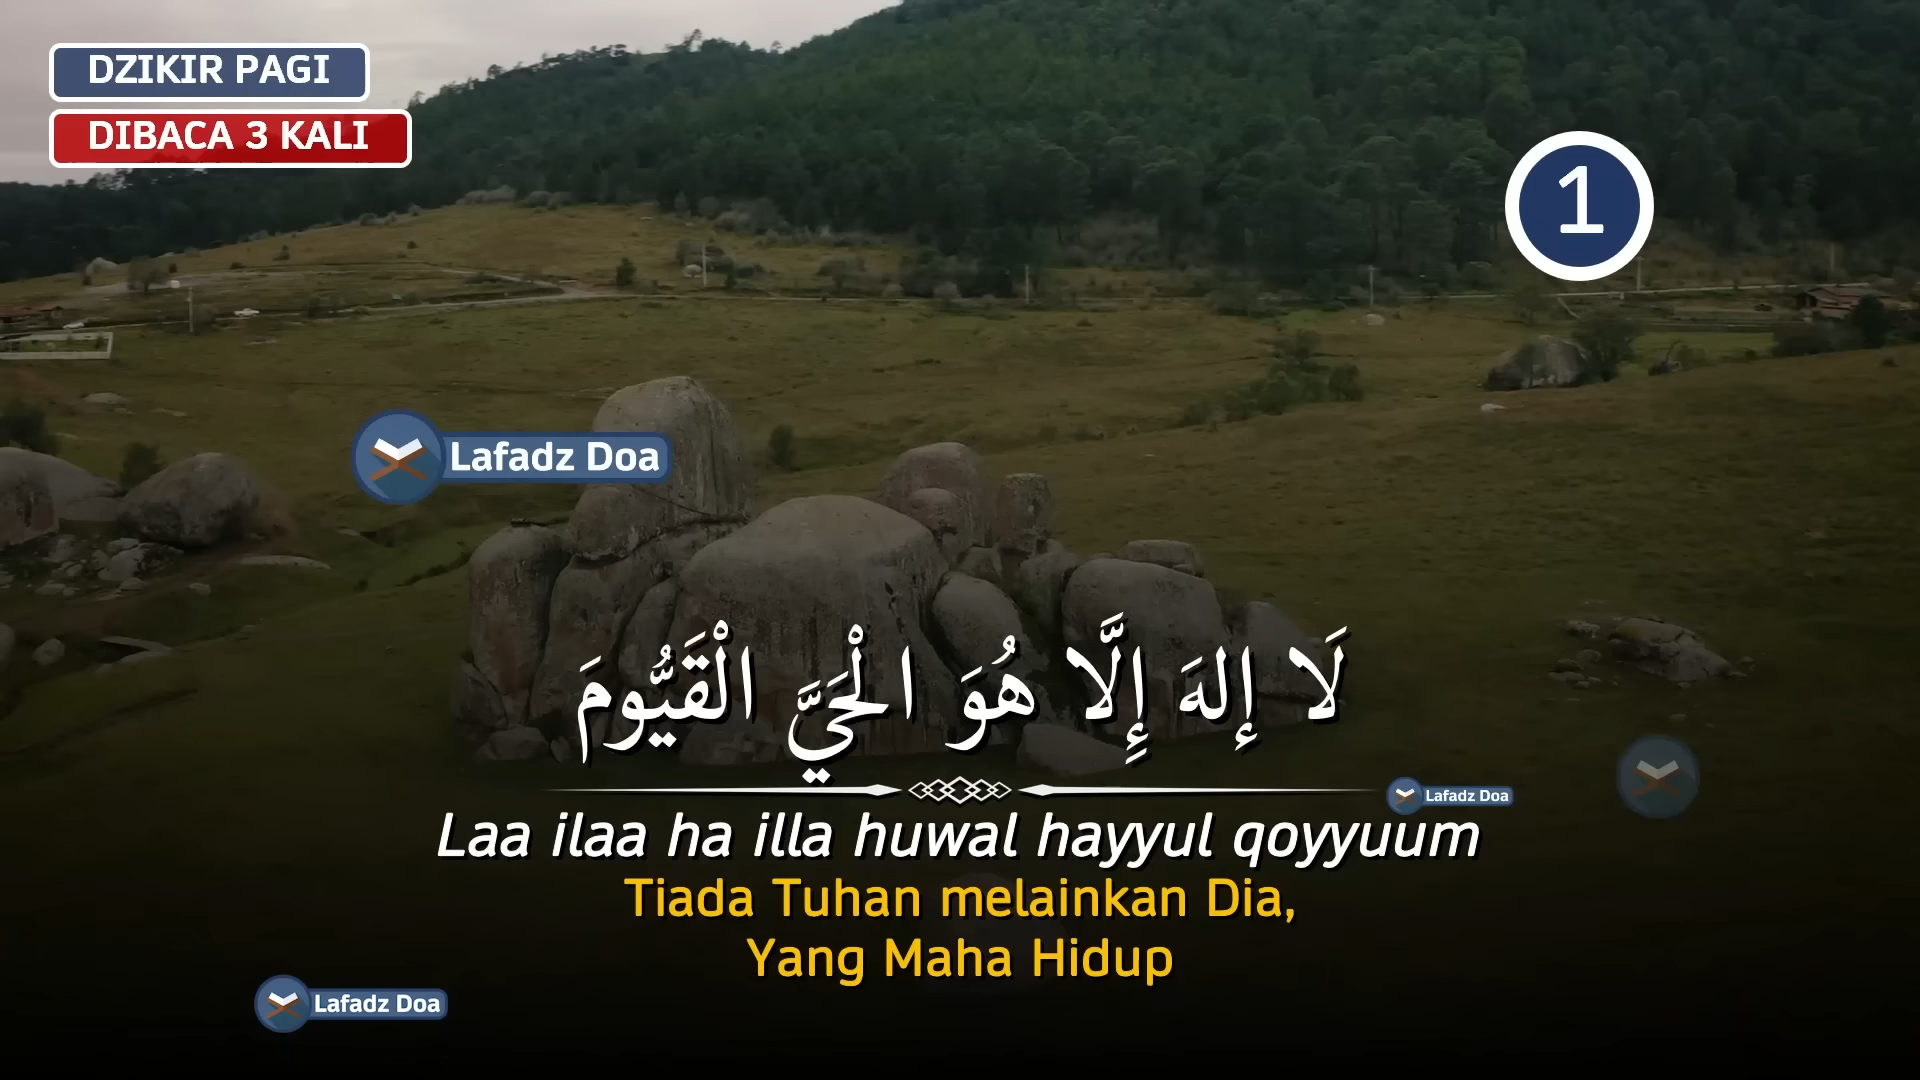 DZIKIR PAGI
DIBACA 3 KALI
1
Lafadz Doa
لَا إِلهَ إِلَّا هُوَ الْحَيَّ الْقَيُّومَ
Lafadz Doa
Laa ilaa ha illa huwal hayyul qoyyuum
Tiada Tuhan melainkan Dia,
Yang Maha Hidup
Lafadz Doa